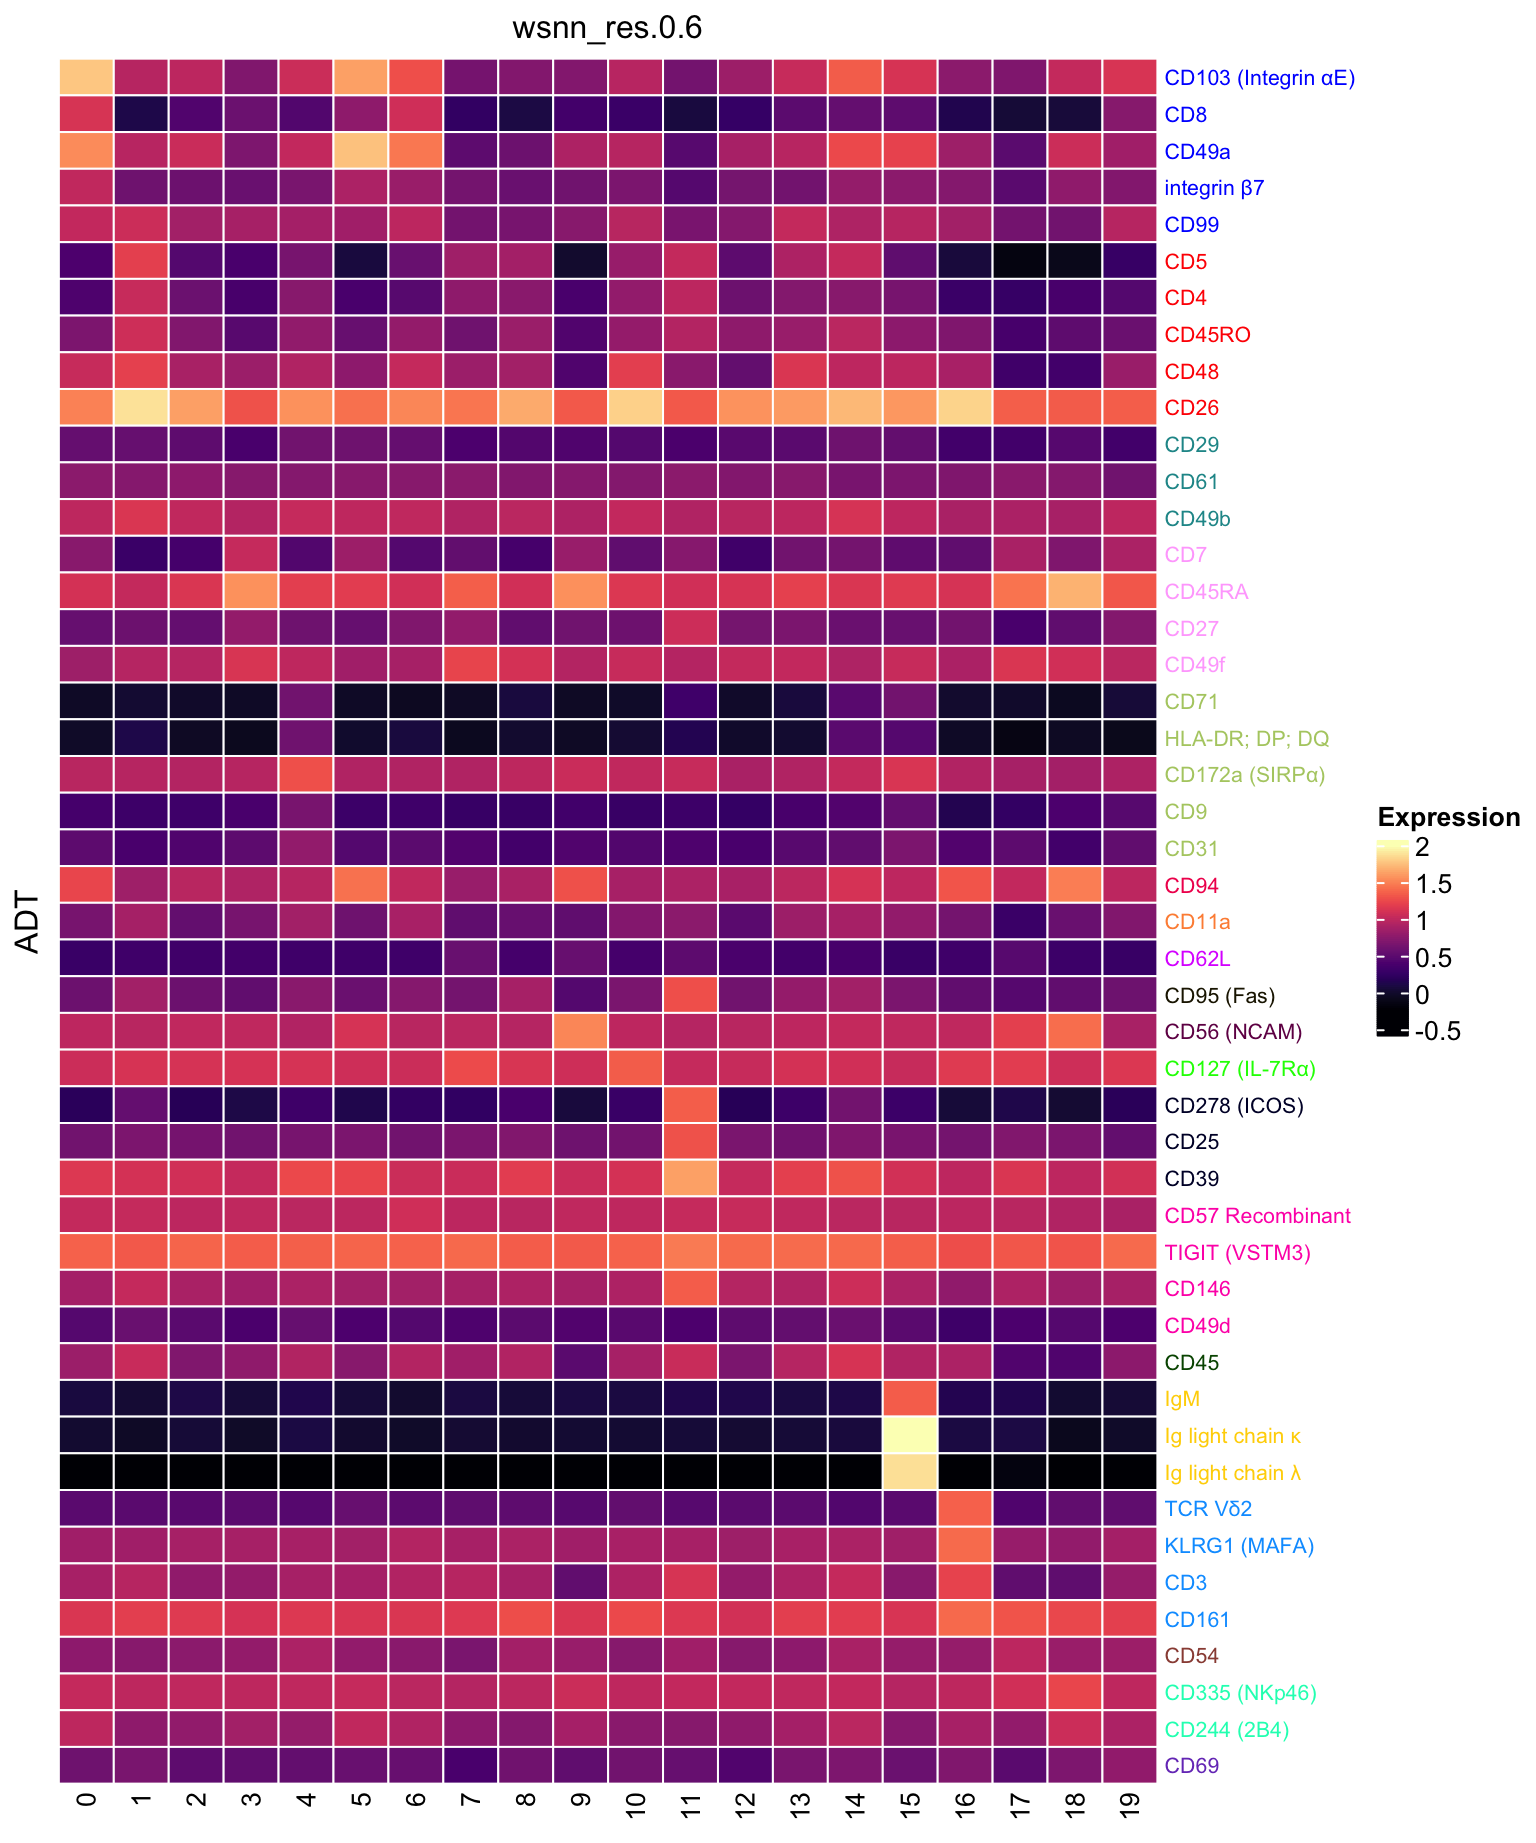 wsnn_res.0.6
CD103 (Integrin αE)
CD8
CD49a
integrin β7
CD99
CD5
CD4
CD45RO
CD48
CD26
CD29
CD61
CD49b
CD7
CD45RA
CD27
CD49f
CD71
HLA-DR; DP; DQ
CD172a (SIRPα)
CD9
CD31
CD94
CD11a
CD62L
CD95 (Fas)
CD56 (NCAM)
CD127 (IL-7Rα)
CD278 (ICOS)
CD25
CD39
CD57 Recombinant
TIGIT (VSTM3)
CD146
CD49d
CD45
IgM
Ig light chain κ
Ig light chain λ
TCR Vδ2
KLRG1 (MAFA)
CD3
CD161
CD54
CD335 (NKp46)
CD244 (2B4)
CD69
ADT
0 1 2 3 4 5 6 7 8 9 10 11 12 13 14 15 16 17 18 19
Expression
2
1.5
1
0.5
0
-0.5